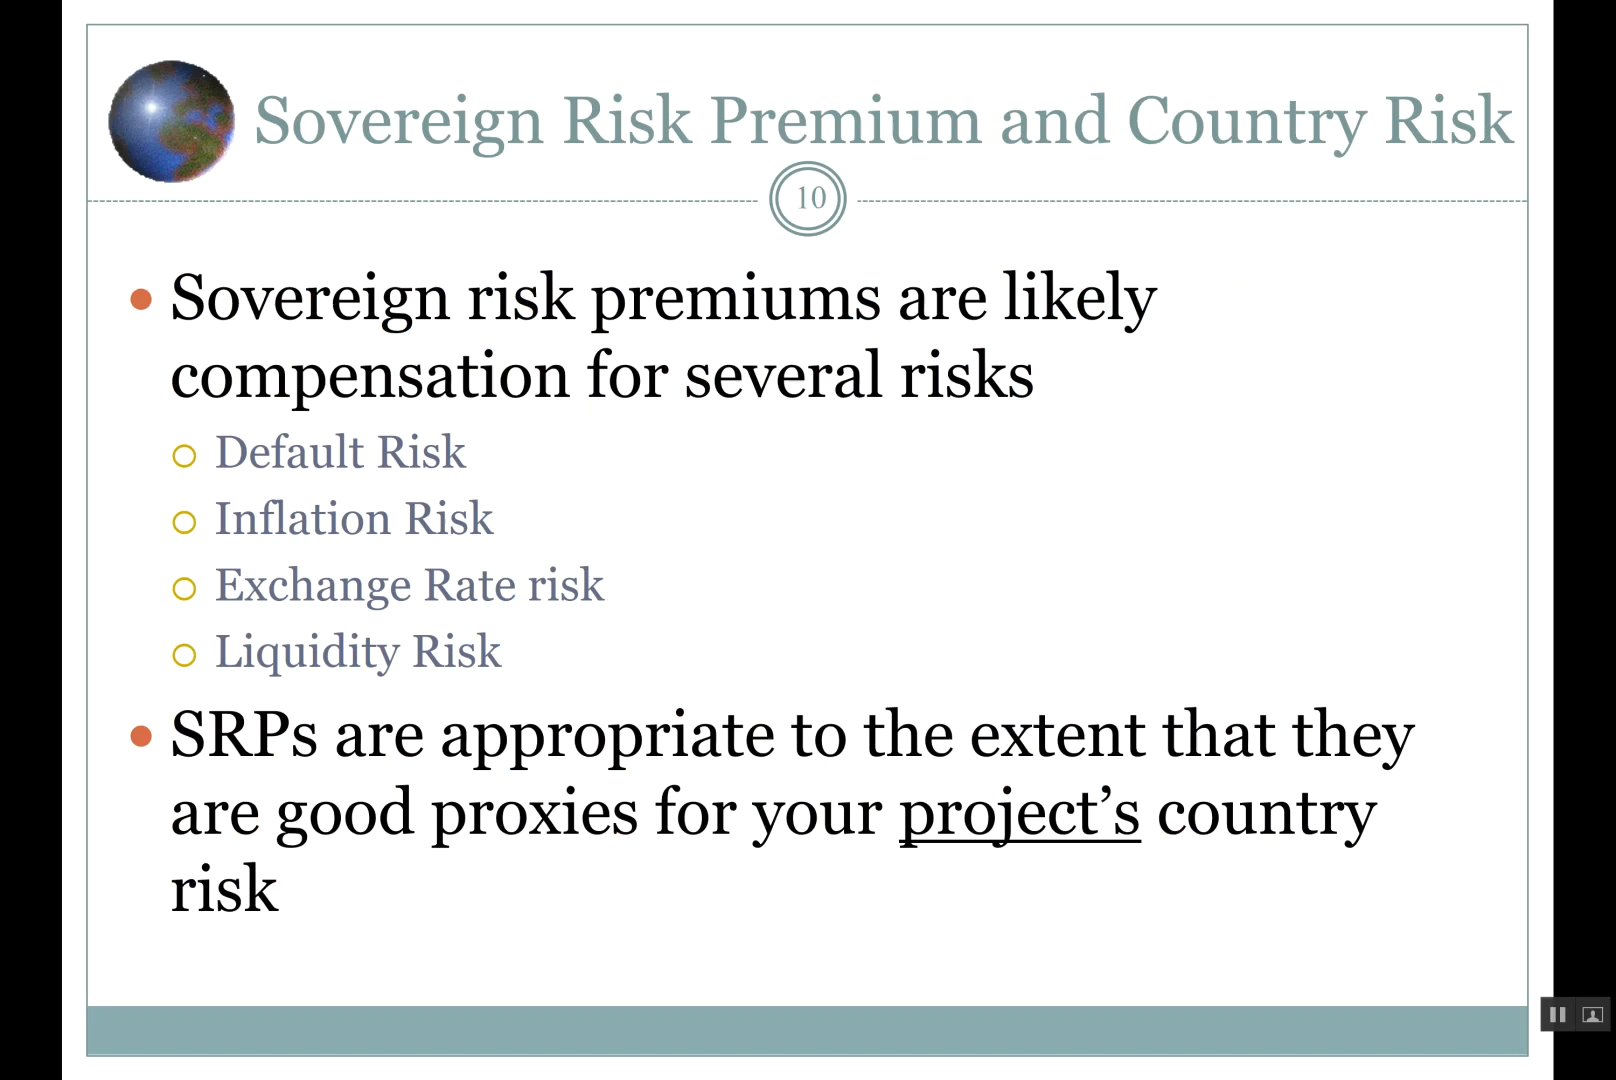 Sovereign Risk Premium and Country Risk
10
Sovereign risk premiums are likely
compensation for several risks
Default Risk
Inflation Risk
Exchange Rate risk
Liquidity Risk
SRPs are appropriate to the extent that they
are good proxies for your project’s country
risk